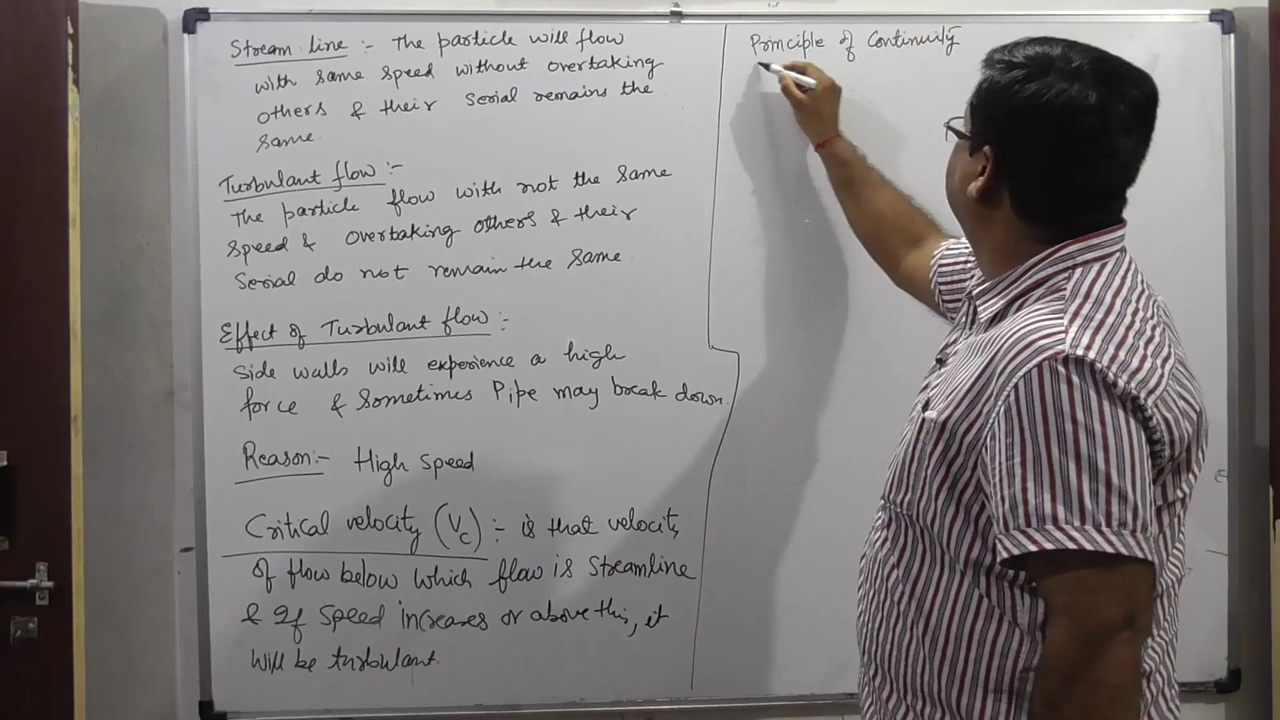 Stream line :- The particle will flow
with same speed without overtaking
others & their serial remains the
same.
Turbulant flow :-
The particle flow with not the same
speed & overtaking others & their
Serial do not remain the same.
Effect of Turbulant flow :-
Side walls will experience a high
force & sometimes Pipe may break down.
Reason :- High Speed
Critical velocity (Vc) :- is that velocity
Of flow below which flow is Streamline
& If speed increases or above this, it
will be turbulant.
Principle of Continuity